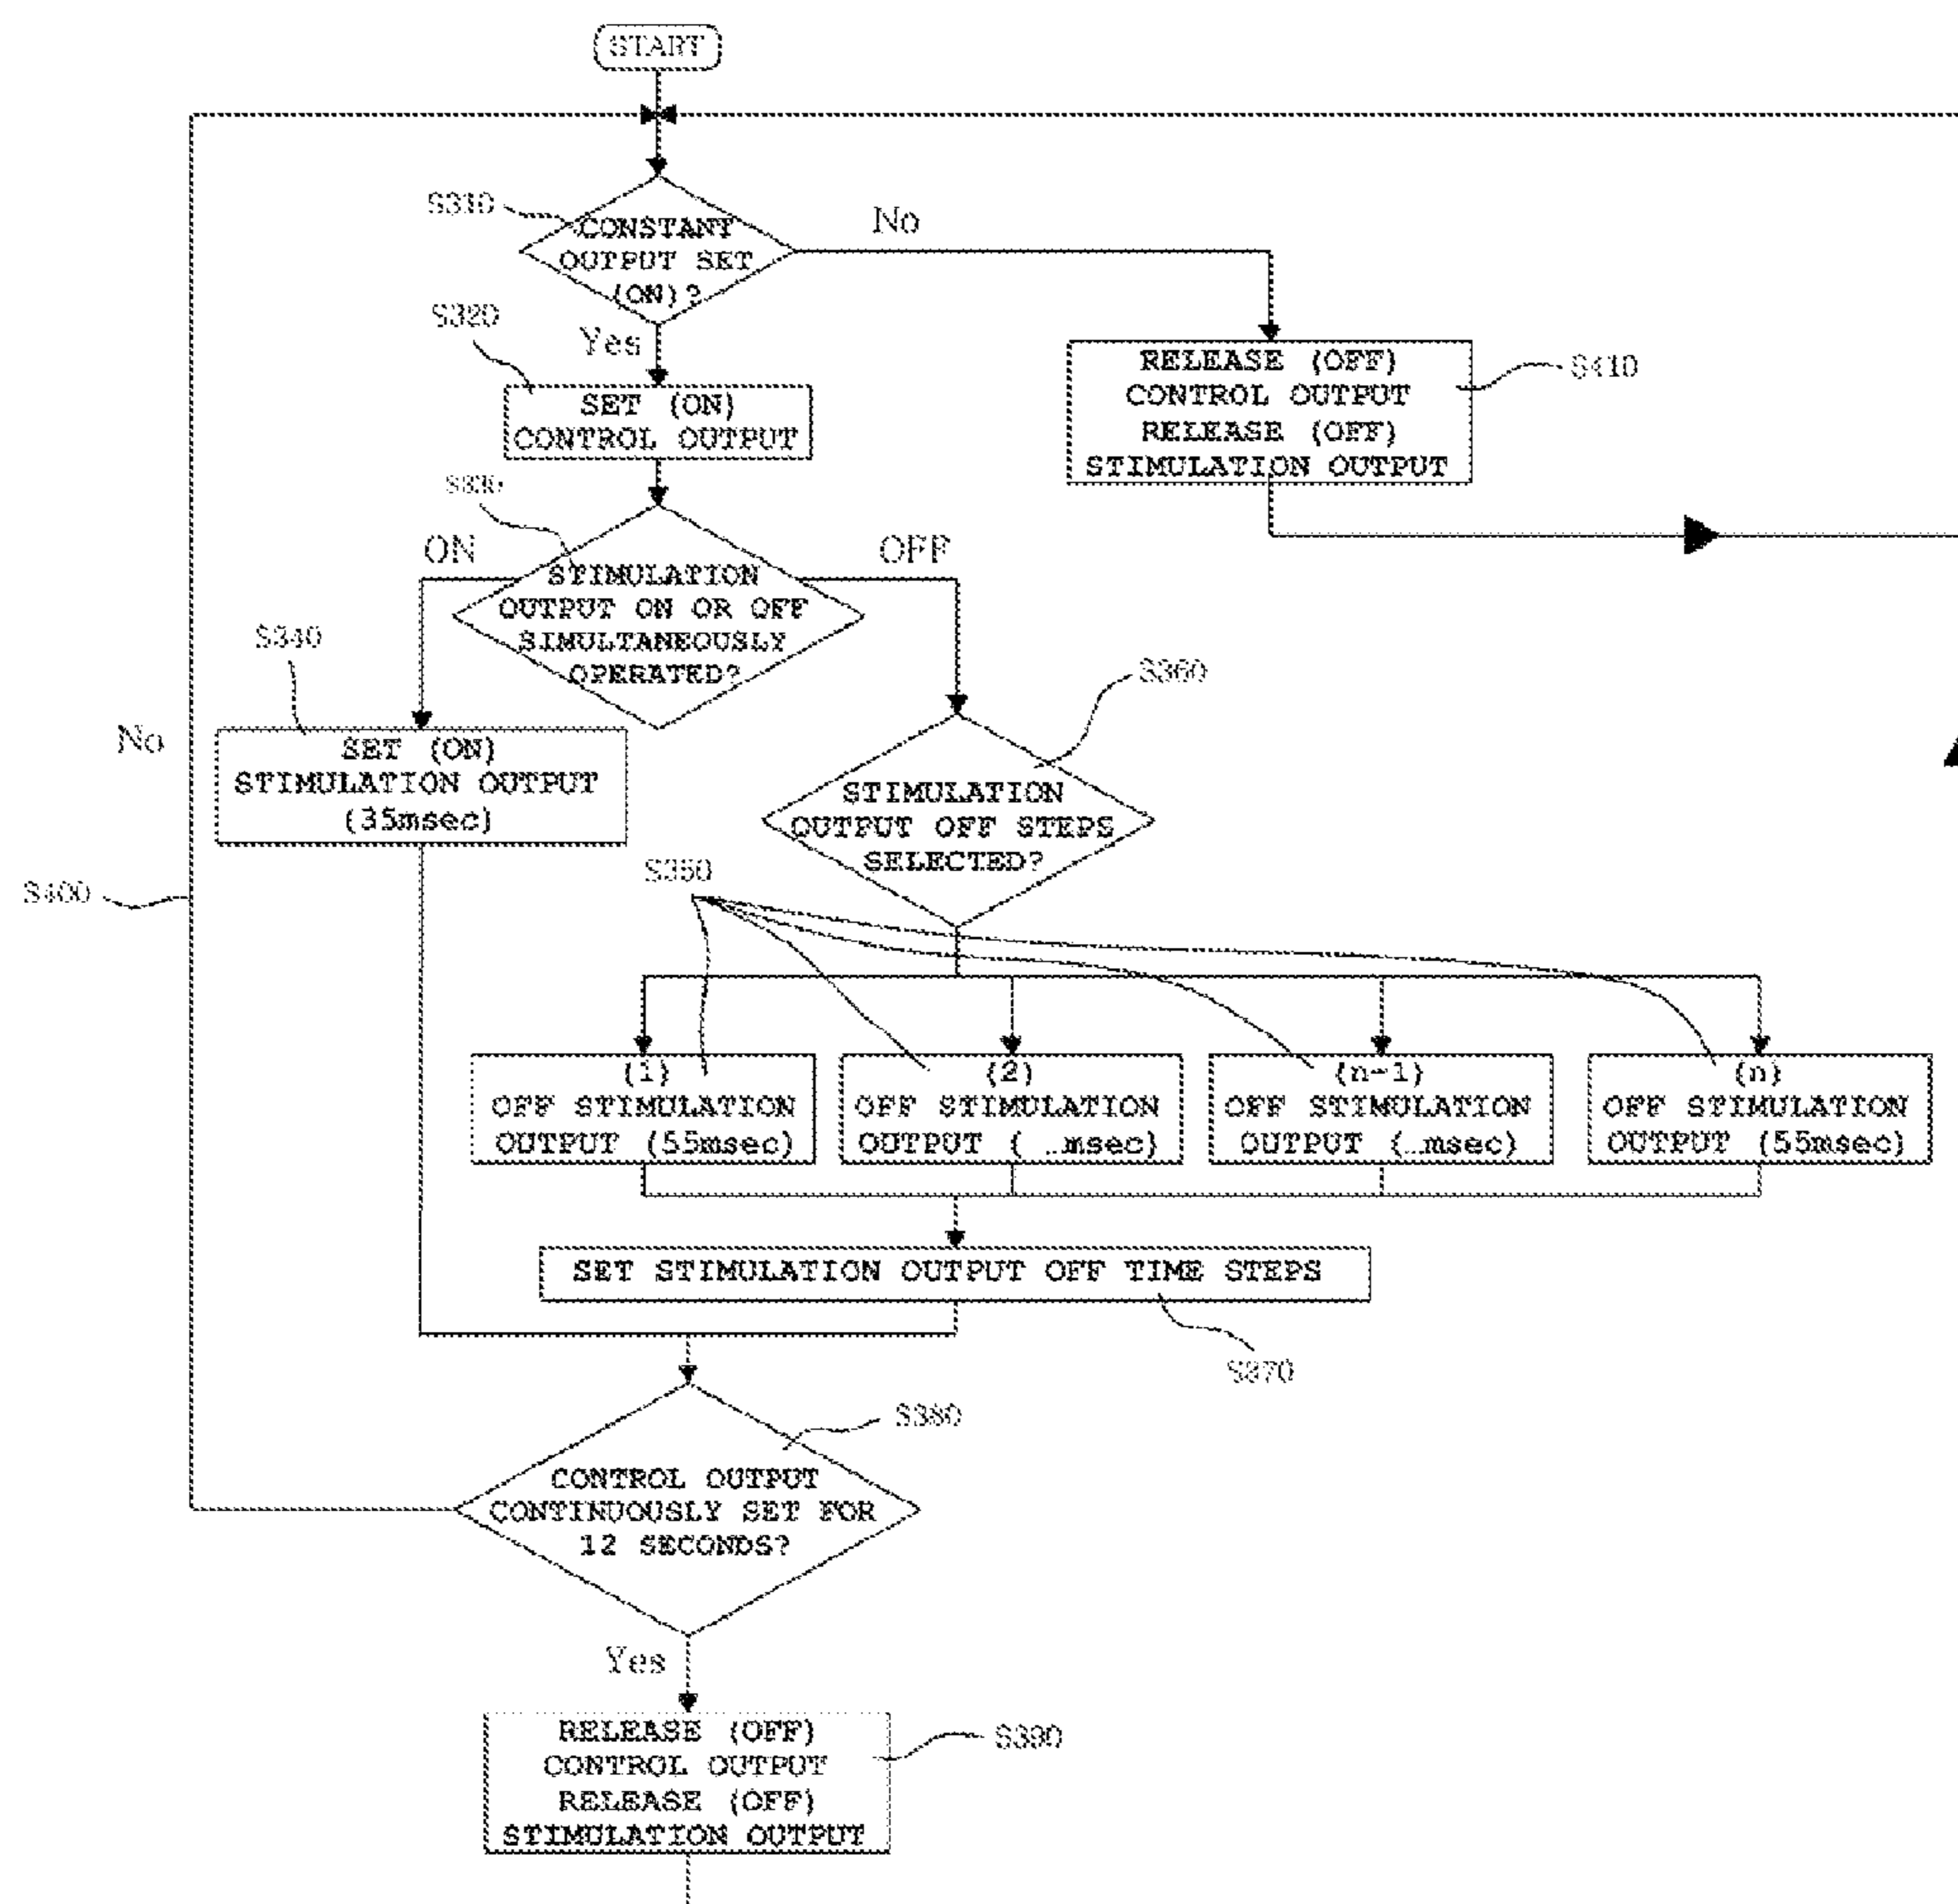 START
S310
CONSTANT
OUTPUT SET
(ON)?
No
Yes
S320
SET (ON)
CONTROL OUTPUT
RELEASE (OFF)
CONTROL OUTPUT
RELEASE (OFF)
STIMULATION OUTPUT
S410
S330
ON
OFF
STIMULATION
OUTPUT ON OR OFF
SIMULTANEOUSLY
OPERATED?
S340
SET (ON)
STIMULATION OUTPUT
(35msec)
No
S360
STIMULATION
OUTPUT OFF STEPS
SELECTED?
S350
S400
(1)
OFF STIMULATION
OUTPUT (55msec)
(2)
OFF STIMULATION
OUTPUT ( …msec)
(n-1)
OFF STIMULATION
OUTPUT (…msec)
(n)
OFF STIMULATION
OUTPUT (55msec)
SET STIMULATION OUTPUT OFF TIME STEPS
S370
S380
CONTROL OUTPUT
CONTINUOUSLY SET FOR
12 SECONDS?
Yes
RELEASE (OFF)
CONTROL OUTPUT
RELEASE (OFF)
STIMULATION OUTPUT
S390